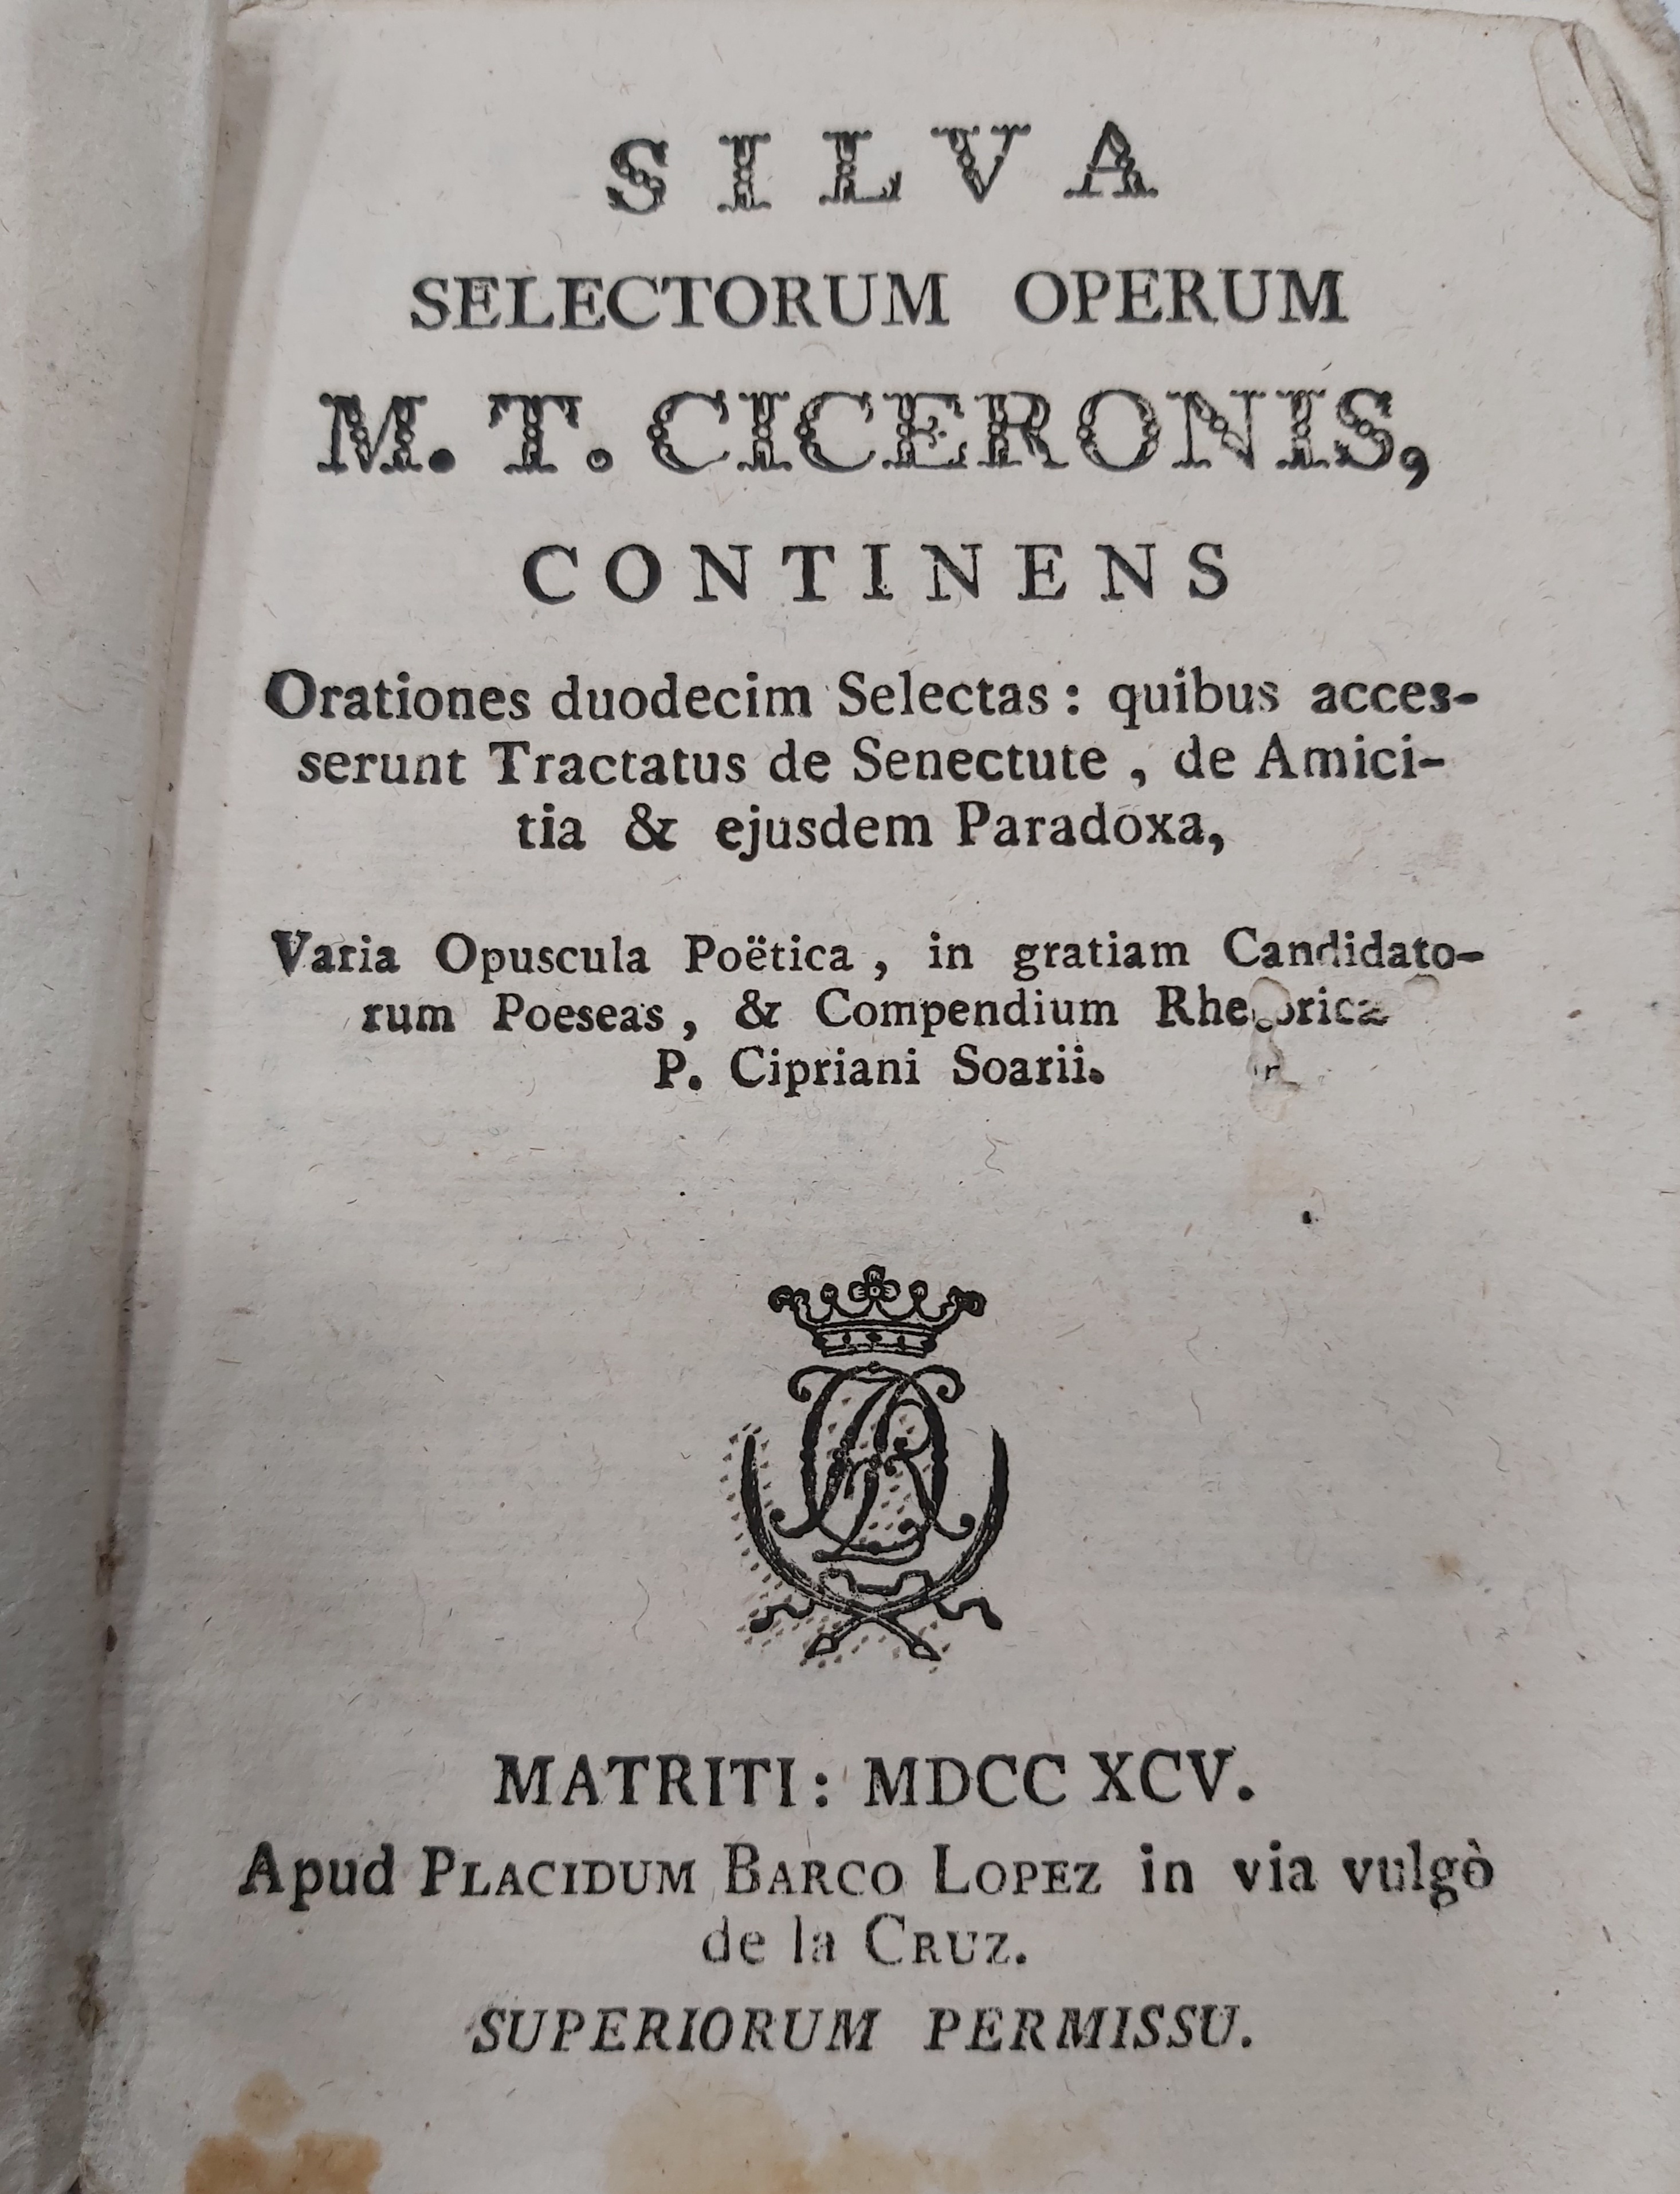 SILVA
SELECTORUM OPERUM
M. T. CICERONIS,
CONTINENS
Orationes duodecim Selectas : quibus acces-
serunt Tractatus de Senectute , de Amici-
tia & ejusdem Paradoxa,
Varia Opuscula Poëtica , in gratiam Candidato-
rum Poeseas , & Compendium
P. Cipriani Soarii.
MATRITI: MDCC XCV.
Apud PLACIDUM BARCO LOPEZ in via vulgò
de la CRUZ.
SUPERIORUM PERMISSU.